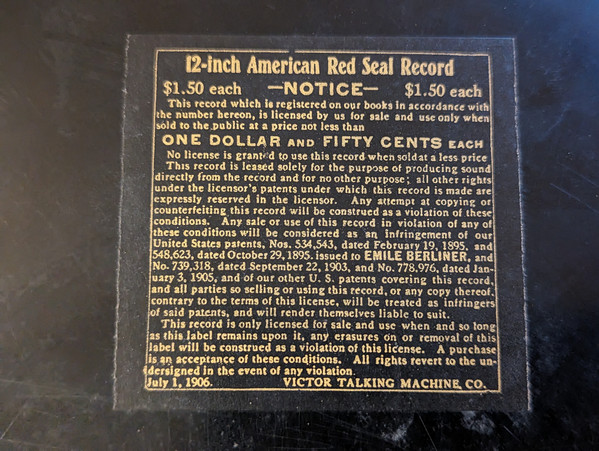 12-inch American Red Seal Record
$1.50 each —NOTICE— $1.50 each
This record which is registered on our books in accordance with
the number hereon, is licensed by us for sale and use only when
sold to the public at a price not less than
ONE DOLLAR AND FIFTY CENTS EACH
No license is granted to use this record when sold at a less price
This record is leased solely for the purpose of producing sound
directly from the record and for no other purpose; all other rights
under the licensor's patents under which this record is made are
expressly reserved in the licensor. Any attempt at copying or
counterfeiting this record will be construed as a violation of these
conditions. Any sale or use of this record in violation of any of
these conditions will be considered as an infringement of our
United States patents, Nos. 534,543, dated February 19, 1895, and
548,623, dated October 29, 1895, issued to EMILE BERLINER, and
No. 739,318, dated September 22, 1903, and No. 778,976, dated Jan-
uary 3, 1905, and of our other U. S. patents covering this record,
and all parties so selling or using this record, or any copy thereof,
contrary to the terms of this license, will be treated as infringers
of said patents, and will render themselves liable to suit.
This record is only licensed for sale and use when and so long
as this label remains upon it, any erasures on or removal of this
label will be construed as a violation of this license. A purchase
is an acceptance of these conditions. All rights revert to the un-
dersigned in the event of any violation.
July 1, 1906. VICTOR TALKING MACHINE CO.